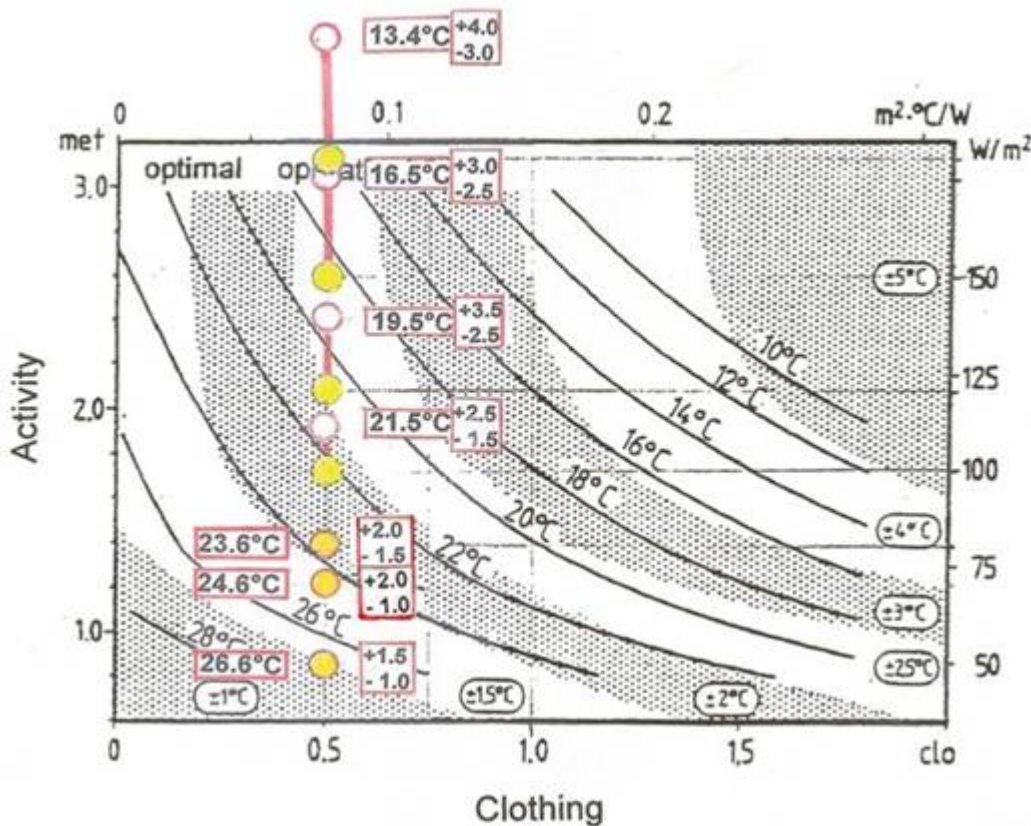 13.4°C +4.0
-3.0
0 0.1 0.2 m²·°C/W
met W/m²
optimal
3.0 16.5°C +3.0
-2.5
150 ±5°C
19.5°C +3.5
-2.5
10°C
12°C 125
2.0 14°C
21.5°C +2.5
- 1.5
16°C
18°C 100
20°C ±4°C
23.6°C +2.0
- 1.5
22°C
24.6°C +2.0
- 1.0
75
26°C ±3°C
1.0 28°C
26.6°C +1.5
- 1.0
±25°C 50
±1°C ±1.5°C ±2°C
0 0.5 1.0 1,5 clo
Activity
Clothing